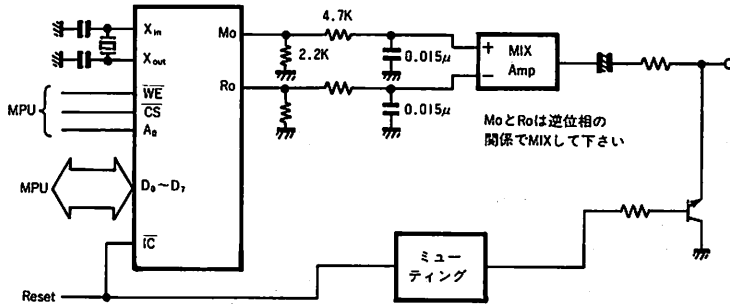 Xin
Xout
WE
CS
A₀
MPU
MPU
D₀～D₇
IC
Reset
Mo
Ro
4.7K
2.2K
0.015μ
0.015μ
+
−
MIX
Amp
MoとRoは逆位相の
関係でMIXして下さい
ミュー
ティング